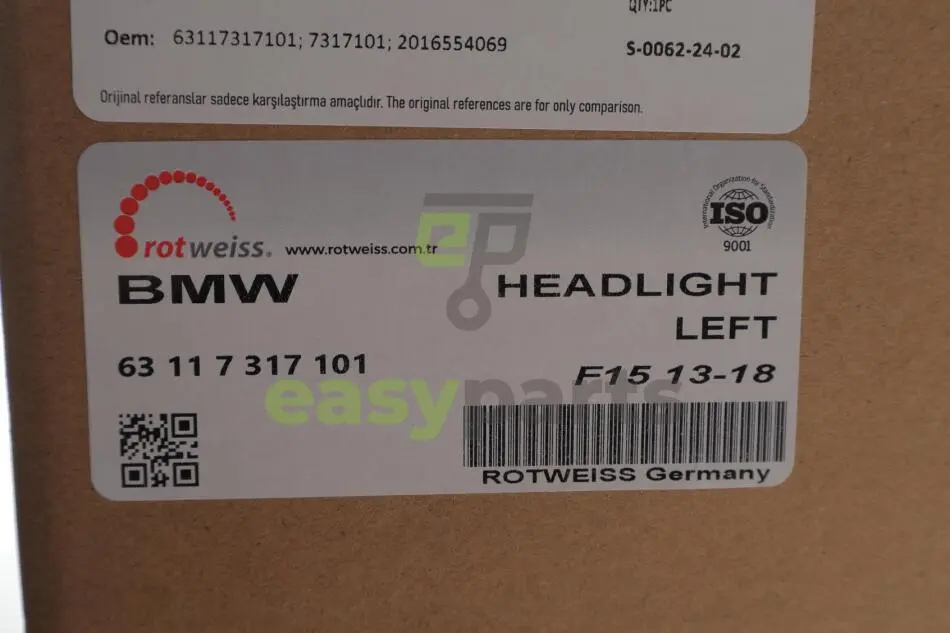 QTY:1PC
Oem: 63117317101; 7317101; 2016554069
S-0062-24-02
Orijinal referanslar sadece karşılaştırma amaçlıdır. The original references are for only comparison.
rotweiss. www.rotweiss.com.tr
International Organization for Standardization
ISO
9001
BMW
HEADLIGHT
LEFT
63 11 7 317 101
F15 13-18
easyparts
ROTWEISS Germany